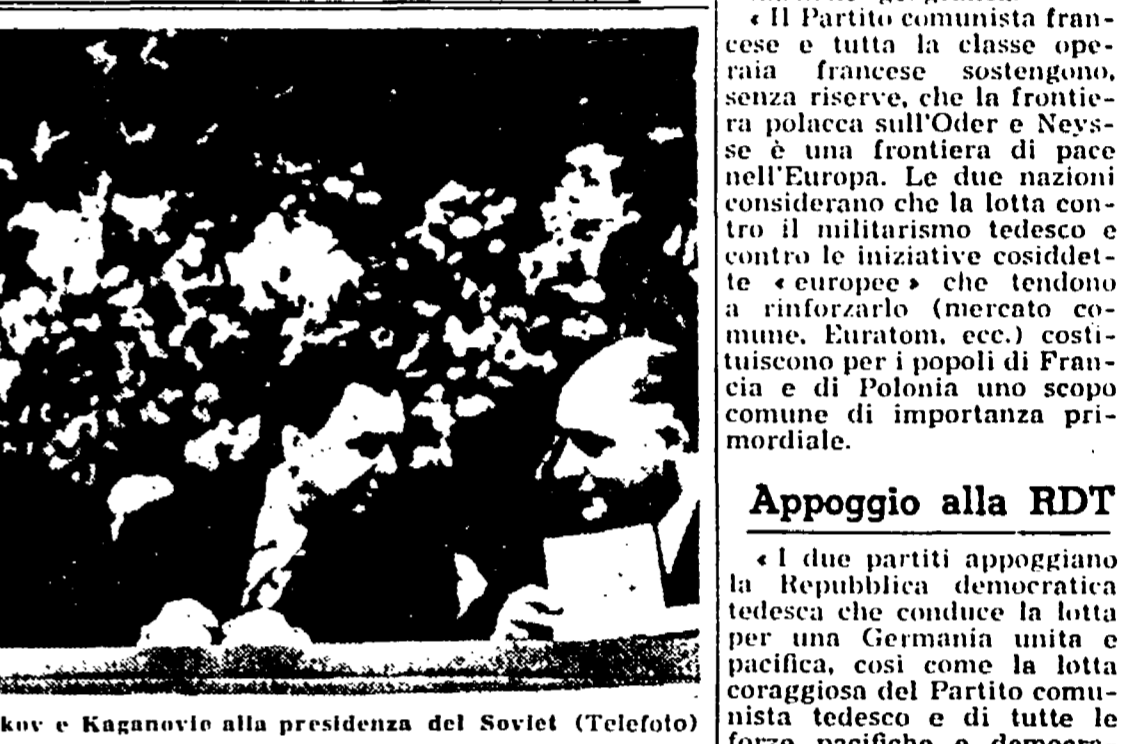 kov e Kaganovic alla presidenza del Soviet (Telefoto)
« Il Partito comunista fran-
cese e tutta la classe ope-
raia francese sostengono,
senza riserve, che la frontie-
ra polacca sull'Oder e Neys-
se è una frontiera di pace
nell'Europa. Le due nazioni
considerano che la lotta con-
tro il militarismo tedesco e
contro le iniziative cosiddet-
te « europee » che tendono
a rinforzarlo (mercato co-
mune, Euratom, ecc.) costi-
tuiscono per i popoli di Fran-
cia e di Polonia uno scopo
comune di importanza pri-
mordiale.
Appoggio alla RDT
« I due partiti appoggiano
la Repubblica democratica
tedesca che conduce la lotta
per una Germania unita e
pacifica, così come la lotta
coraggiosa del Partito comu-
nista tedesco e di tutte le
forze pacifiche e democra-